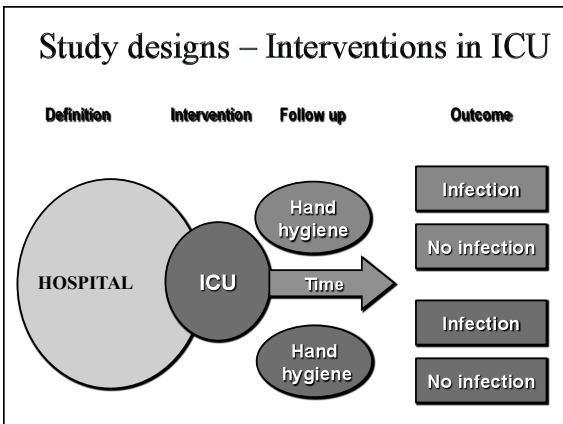 Study designs – Interventions in ICU
Definition Intervention Follow up Outcome
Infection
Hand
hygiene
No infection
HOSPITAL ICU Time
Infection
Hand
hygiene
No infection